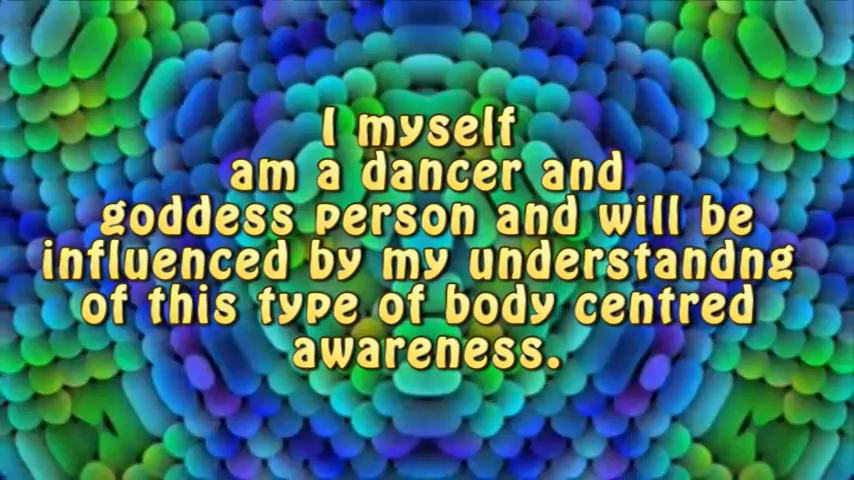 I myself
am a dancer and
goddess person and will be
influenced by my understandng
of this type of body centred
awareness.